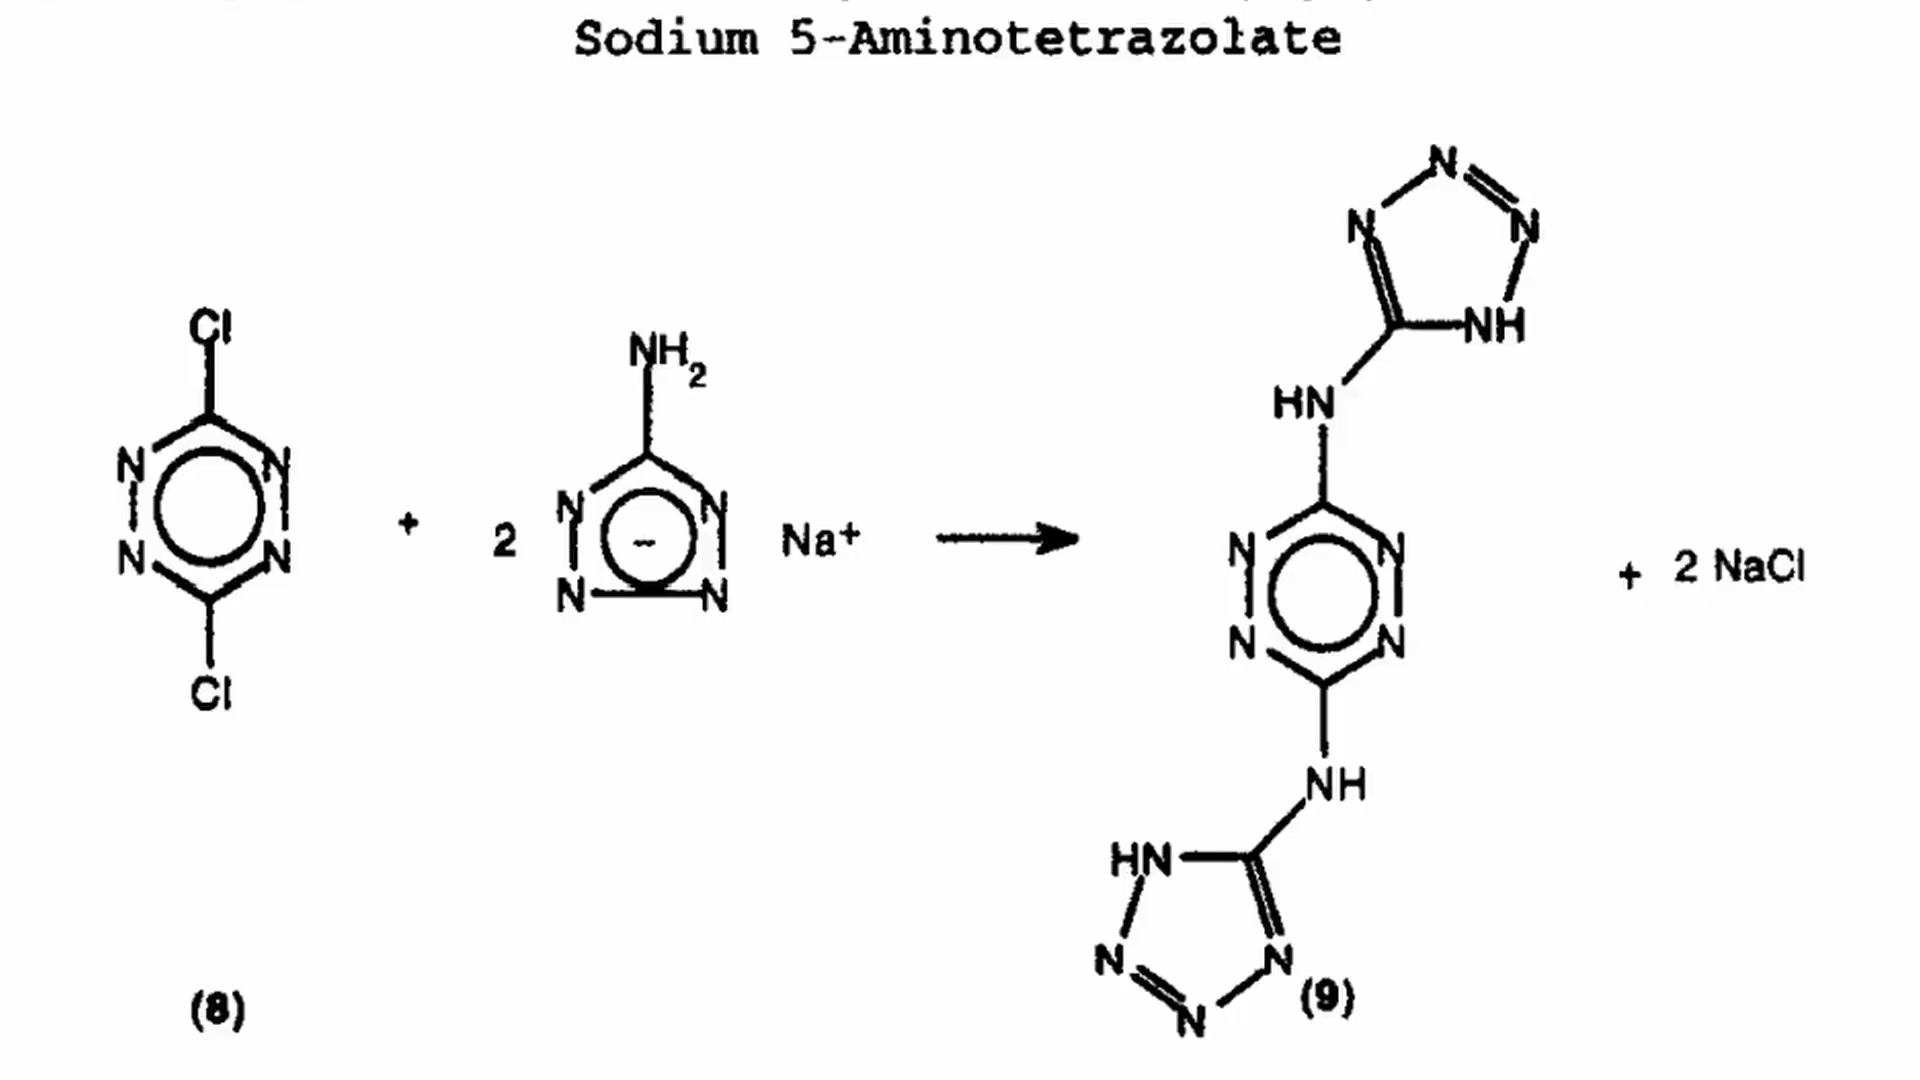 Sodium 5-Aminotetrazolate
Cl
N N
N N
Cl
+
2
NH2
N N
N N
-
Na+
N
N N
NH
HN
N N
N N
NH
HN
N N
N
+ 2 NaCl
(8)
(9)